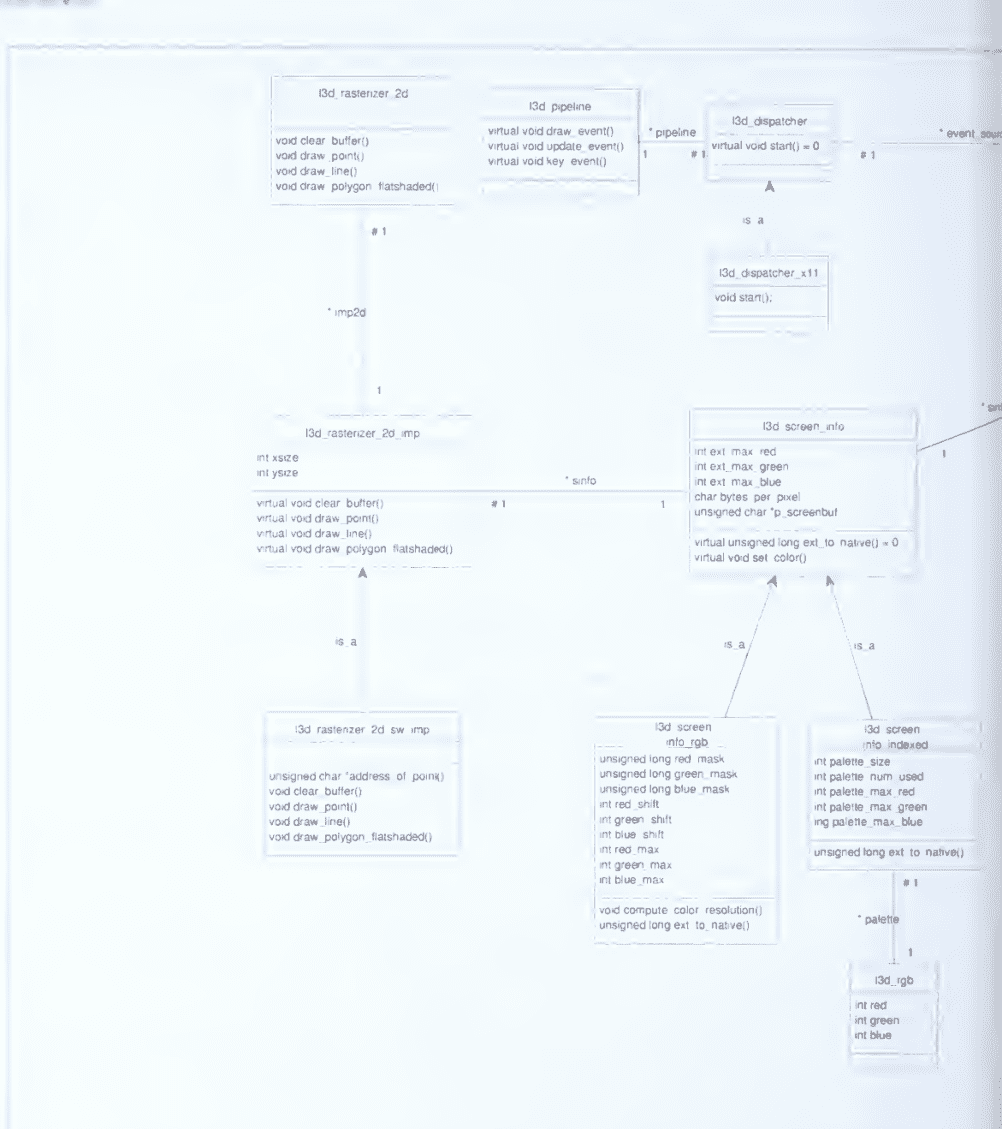 l3d_rasterizer_2d
void clear_buffer()
void draw_point()
void draw_line()
void draw_polygon_flatshaded()
# 1
* imp2d
1
l3d_pipeline
virtual void draw_event()
virtual void update_event()
virtual void key_event()
* pipeline
1
# 1
l3d_dispatcher
virtual void start() = 0
# 1
* event_sourc
is_a
l3d_dispatcher_x11
void start();
l3d_rasterizer_2d_imp
int xsize
int ysize
virtual void clear_buffer()
virtual void draw_point()
virtual void draw_line()
virtual void draw_polygon_flatshaded()
* sinfo
# 1
1
l3d_screen_info
int ext_max_red
int ext_max_green
int ext_max_blue
char bytes_per_pixel
unsigned char *p_screenbuf
virtual unsigned long ext_to_native() = 0
virtual void set_color()
1
is_a
is_a
is_a
l3d_rasterizer_2d_sw_imp
unsigned char *address_of_point()
void clear_buffer()
void draw_point()
void draw_line()
void draw_polygon_flatshaded()
l3d_screen
info_rgb
unsigned long red_mask
unsigned long green_mask
unsigned long blue_mask
int red_shift
int green_shift
int blue_shift
int red_max
int green_max
int blue_max
void compute_color_resolution()
unsigned long ext_to_native()
l3d_screen
info_indexed
int palette_size
int palette_num_used
int palette_max_red
int palette_max_green
ing palette_max_blue
unsigned long ext_to_native()
# 1
* palette
1
l3d_rgb
int red
int green
int blue